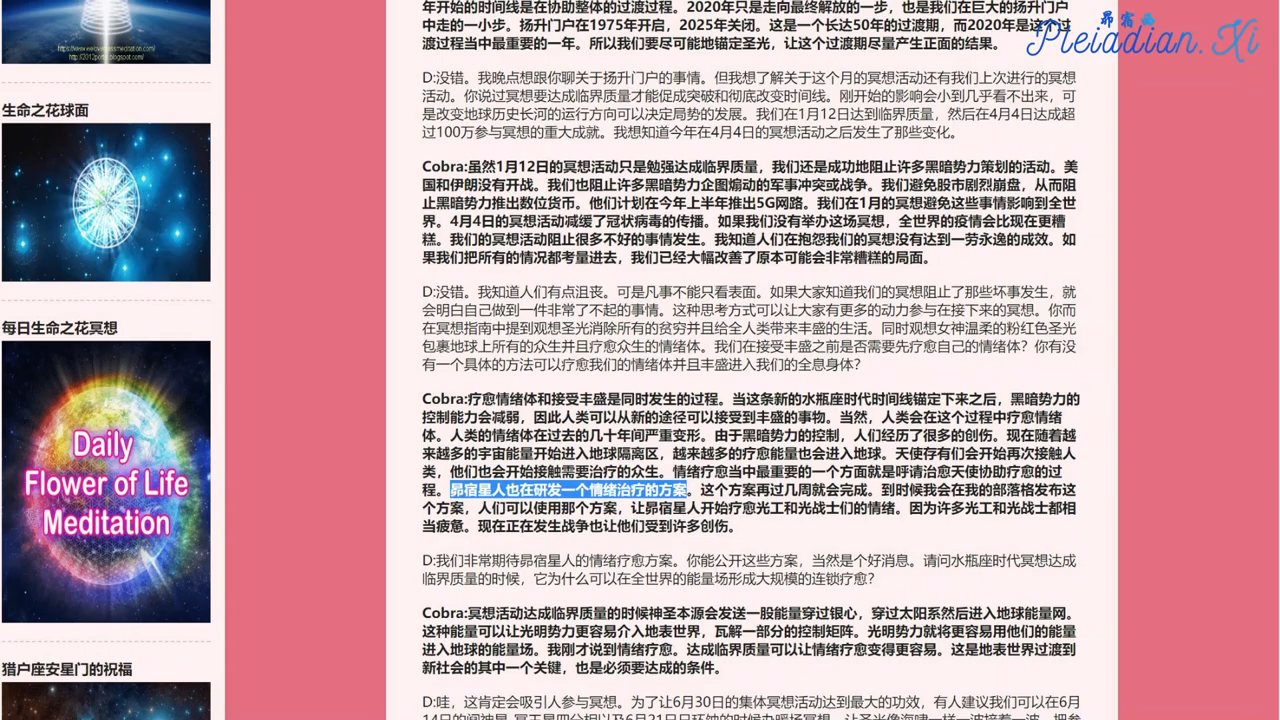 https://www.welovemassmeditation.com/
http://2012portal.blogspot.com/
生命之花球面
每日生命之花冥想
Daily
Flower of Life
Meditation
猎户座安星门的祝福
昴宿西
Pleiadian.Xi
年开始的时间线是在协助整体的过渡过程。2020年只是走向最终解放的一步，也是我们在巨大的扬升门户
中走的一小步。扬升门户在1975年开启，2025年关闭。这是一个长达50年的过渡期，而2020年是这个过
渡过程当中最重要的一年。所以我们要尽可能地锚定圣光，让这个过渡期尽量产生正面的结果。
D:没错。我晚点想跟你聊关于扬升门户的事情。但我想了解关于这个月的冥想活动还有我们上次进行的冥想
活动。你说过冥想要达成临界质量才能促成突破和彻底改变时间线。刚开始的影响会小到几乎看不出来，可
是改变地球历史长河的运行方向可以决定局势的发展。我们在1月12日达到临界质量，然后在4月4日达成超
过100万参与冥想的重大成就。我想知道今年在4月4日的冥想活动之后发生了那些变化。
Cobra:虽然1月12日的冥想活动只是勉强达成临界质量，我们还是成功地阻止许多黑暗势力策划的活动。美
国和伊朗没有开战。我们也阻止许多黑暗势力企图煽动的军事冲突或战争。我们避免股市剧烈崩盘，从而阻
止黑暗势力推出数位货币。他们计划在今年上半年推出5G网路。我们在1月的冥想避免这些事情影响到全世
界。4月4日的冥想活动减缓了冠状病毒的传播。如果我们没有举办这场冥想，全世界的疫情会比现在更糟
糕。我们的冥想活动阻止很多不好的事情发生。我知道人们在抱怨我们的冥想没有达到一劳永逸的成效。如
果我们把所有的情况都考量进去，我们已经大幅改善了原本可能会非常糟糕的局面。
D:没错。我知道人们有点沮丧。可是凡事不能只看表面。如果大家知道我们的冥想阻止了那些坏事发生，就
会明白自己做到一件非常了不起的事情。这种思考方式可以让大家有更多的动力参与在接下来的冥想。你而
在冥想指南中提到观想圣光消除所有的贫穷并且给全人类带来丰盛的生活。同时观想女神温柔的粉红色圣光
包裹地球上所有的众生并且疗愈众生的情绪体。我们在接受丰盛之前是否需要先疗愈自己的情绪体？你有没
有一个具体的方法可以疗愈我们的情绪体并且丰盛进入我们的全息身体？
Cobra:疗愈情绪体和接受丰盛是同时发生的过程。当这条新的水瓶座时代时间线锚定下来之后，黑暗势力的
控制能力会减弱，因此人类可以从新的途径可以接受到丰盛的事物。当然，人类会在这个过程中疗愈情绪
体。人类的情绪体在过去的几十年间严重变形。由于黑暗势力的控制，人们经历了很多的创伤。现在随着越
来越多的宇宙能量开始进入地球隔离区，越来越多的疗愈能量也会进入地球。天使存有们会开始再次接触人
类，他们也会开始接触需要治疗的众生。情绪疗愈当中最重要的一个方面就是呼请治愈天使协助疗愈的过
程。昴宿星人也在研发一个情绪治疗的方案。这个方案再过几周就会完成。到时候我会在我的部落格发布这
个方案，人们可以使用那个方案，让昴宿星人开始疗愈光工和光战士们的情绪。因为许多光工和光战士都相
当疲意。现在正在发生战争也让他们受到许多创伤。
D:我们非常期待昴宿星人的情绪疗愈方案。你能公开这些方案，当然是个好消息。请问水瓶座时代冥想达成
临界质量的时候，它为什么可以在全世界的能量场形成大规模的连锁疗愈？
Cobra:冥想活动达成临界质量的时候神圣本源会发送一股能量穿过银心，穿过太阳系然后进入地球能量网。
这种能量可以让光明势力更容易介入地表世界，瓦解一部分的控制矩阵。光明势力就将更容易用他们的能量
进入地球的能量场。我刚才说到情绪疗愈。达成临界质量可以让情绪疗愈变得更容易。这是地表世界过渡到
新社会的其中一个关键，也是必须要达成的条件。
D:哇，这肯定会吸引人参与冥想。为了让6月30日的集体冥想活动达到最大的功效，有人建议我们可以在6月